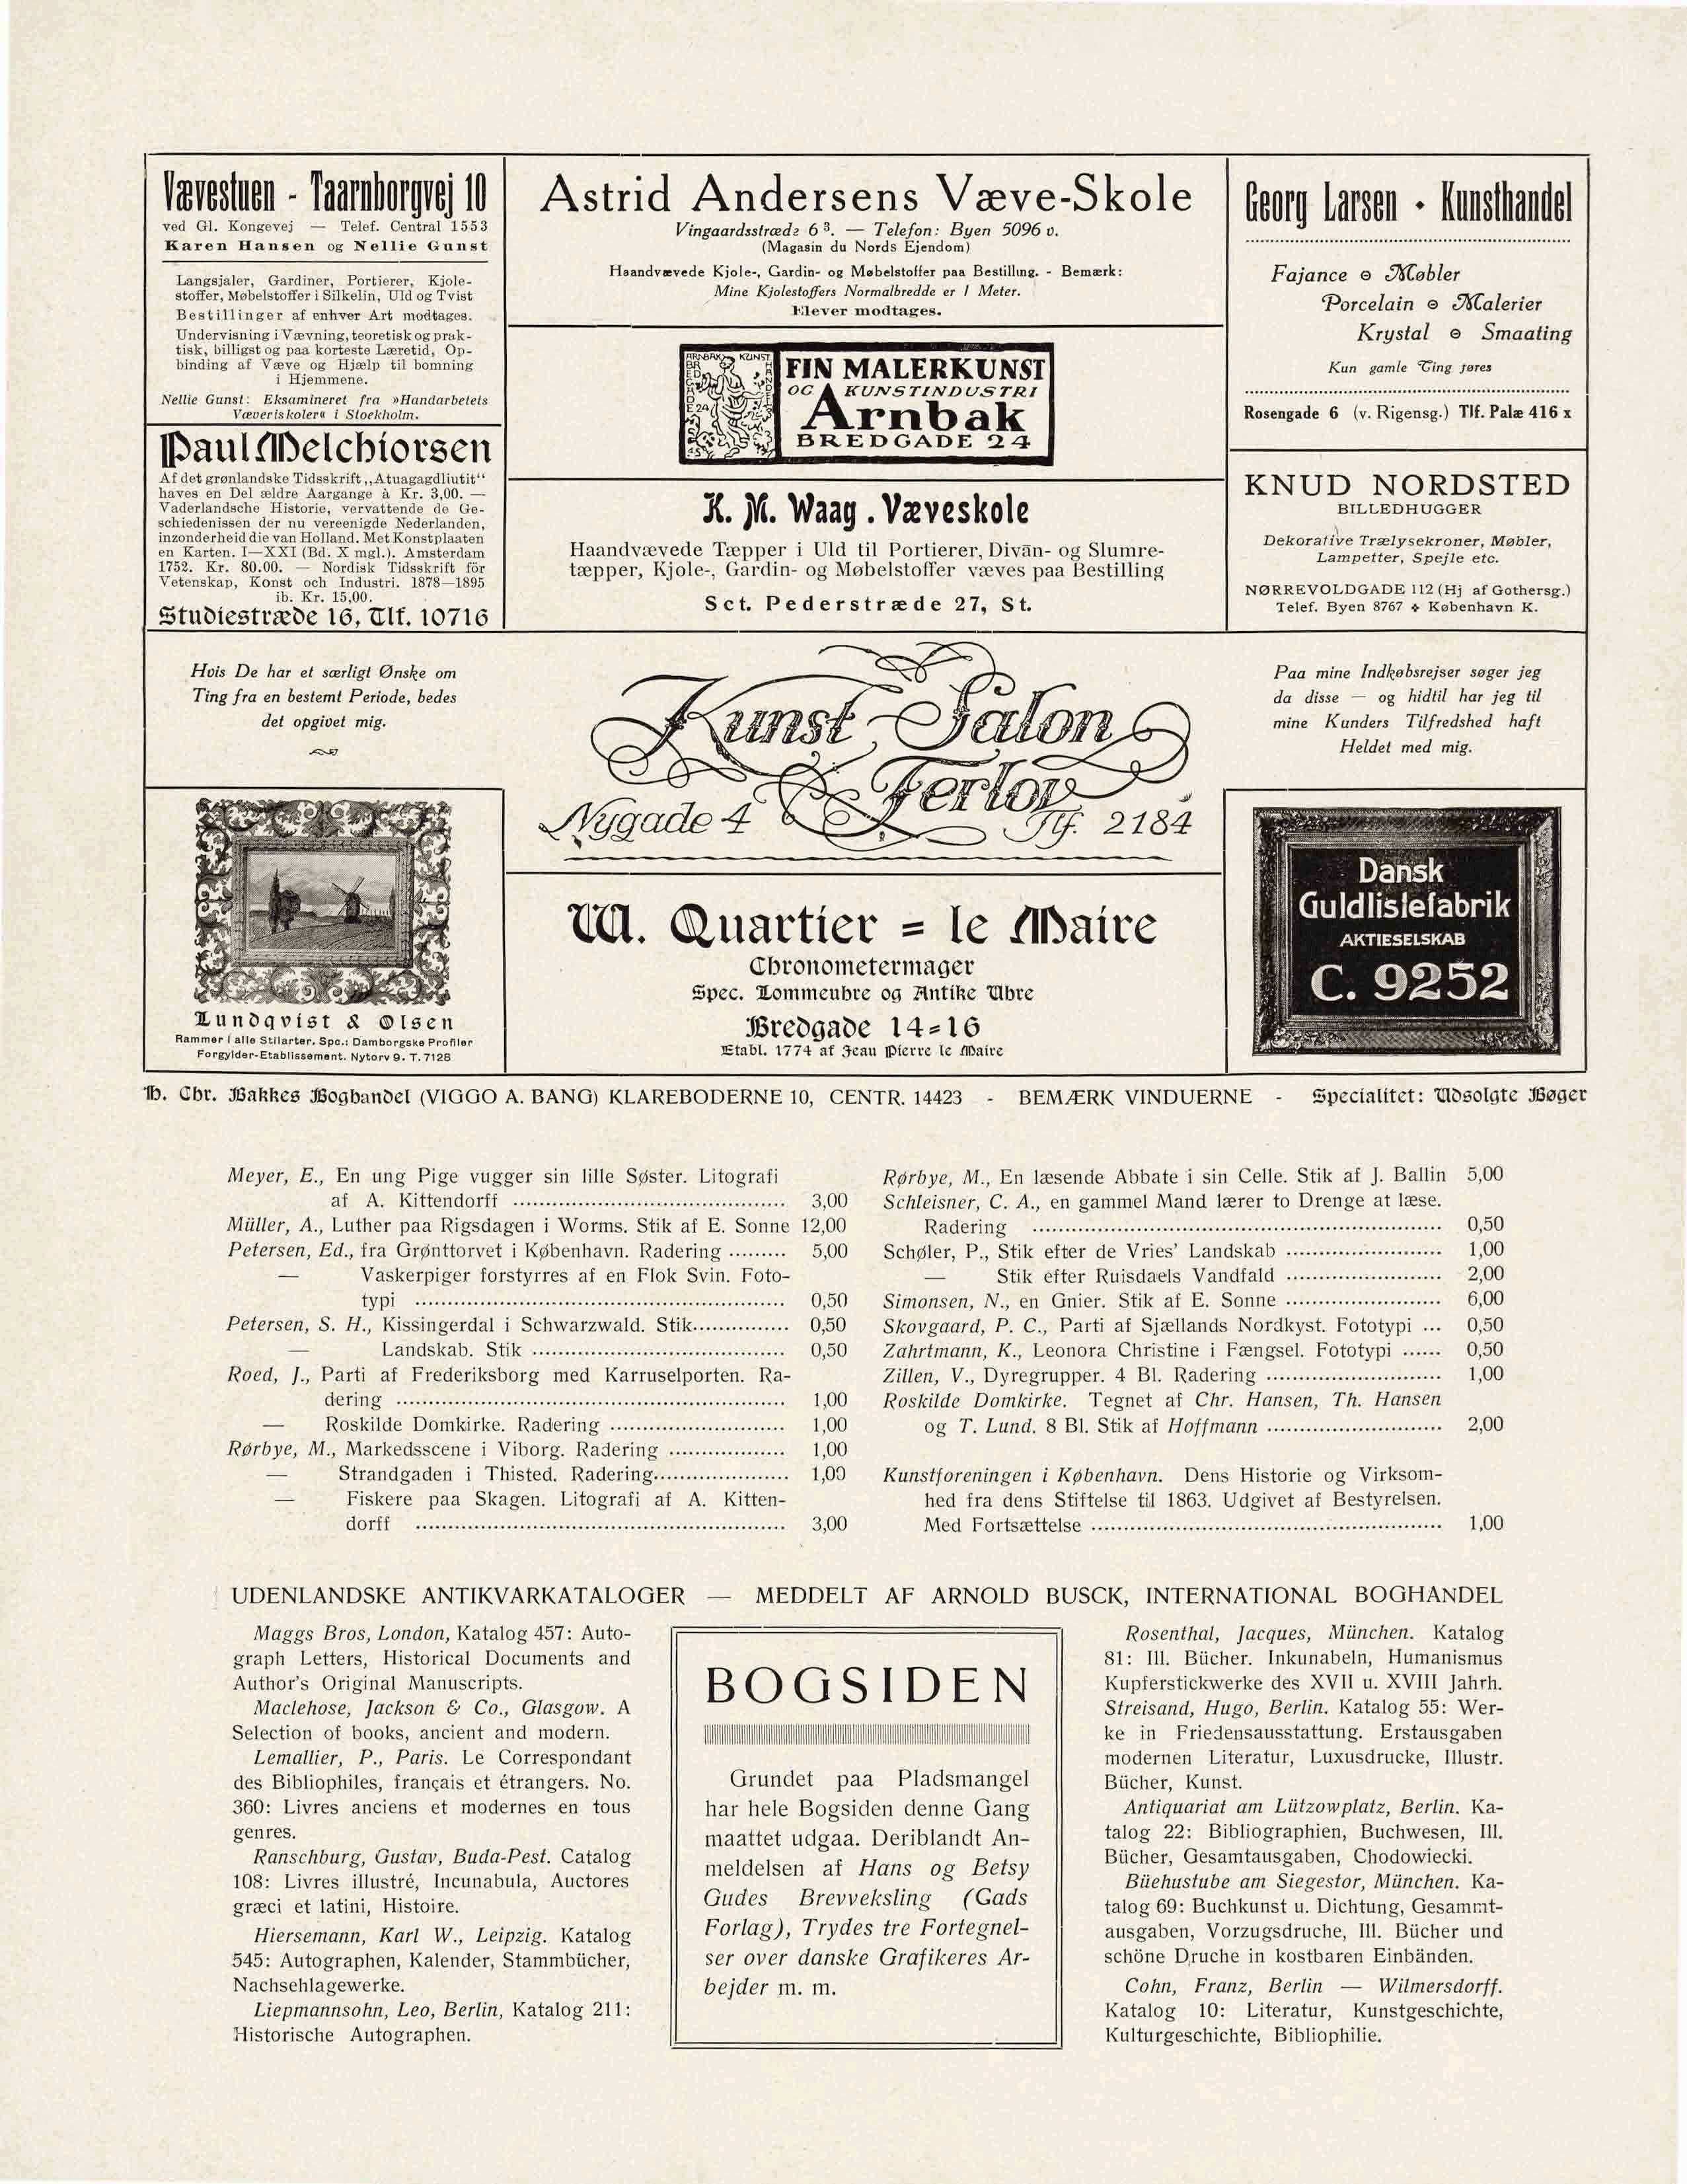 Vævestuen - Taarnborgvej 10
ved Gl. Kongevej — Telef. Central 1553
Karen Hansen og Nellie Gunst
Langsjaler, Gardiner, Portierer, Kjole-
stoffer, Møbelstoffer i Silkelin, Uld og Tvist
Bestillinger af enhver Art modtages.
Undervisning i Vævning, teoretisk og prak-
tisk, billigst og paa korteste Læretid, Op-
binding af Væve og Hjælp til bomning
i Hjemmene.
Nellie Gunst: Eksamineret fra »Handarbetets
Væveriskoler« i Stockholm.
Paul Melchiorsen
Af det grønlandske Tidsskrift „Atuagagdliutit“
haves en Del ældre Aargange à Kr. 3,00. —
Vaderlandsche Historie, vervattende de Ge-
schiedenissen der nu vereenigde Nederlanden,
inzonderheid die van Holland. Met Konstplaaten
en Karten. I—XXI (Bd. X mgl.). Amsterdam
1752. Kr. 80.00. — Nordisk Tidsskrift för
Vetenskap, Konst och Industri. 1878—1895
ib. Kr. 15,00.
Studiestræde 16, Tlf. 10716
Astrid Andersens Væve-Skole
Vingaardsstræde 6 3. — Telefon: Byen 5096 v.
(Magasin du Nords Ejendom)
Haandvævede Kjole-, Gardin- og Møbelstoffer paa Bestilling. - Bemærk:
Mine Kjolestoffers Normalbredde er 1 Meter.
Elever modtages.
ARNBAK KUNST
BREDGADE 24
HANDEL
FIN MALERKUNST
OG KUNSTINDUSTRI
Arnbak
BREDGADE 24
K. M. Waag . Væveskole
Haandvævede Tæpper i Uld til Portierer, Divan- og Slumre-
tæpper, Kjole-, Gardin- og Møbelstoffer væves paa Bestilling
Sct. Pederstræde 27, St.
Georg Larsen • Kunsthandel
Fajance ⊖ Møbler
Porcelain ⊖ Malerier
Krystal ⊖ Smaating
Kun gamle Ting føres
Rosengade 6 (v. Rigensg.) Tlf. Palæ 416 x
KNUD NORDSTED
BILLEDHUGGER
Dekorative Trælysekroner, Møbler,
Lampetter, Spejle etc.
NØRREVOLDGADE 112 (Hj af Gothersg.)
Telef. Byen 8767 ✦ København K.
Hvis De har et særligt Ønske om
Ting fra en bestemt Periode, bedes
det opgivet mig.
Kunst-Salon
Ferlov
Nygade 4 Tlf. 2184
Paa mine Indkøbsrejser søger jeg
da disse — og hidtil har jeg til
mine Kunders Tilfredshed haft
Heldet med mig.
Lundqvist & Olsen
Rammer i alle Stilarter. Spc.: Damborgske Profiler
Forgylder-Etablissement. Nytorv 9. T. 7128
W. Quartier = le Maire
Chronometermager
Spec. Lommeuhre og Antike Uhre
Bredgade 14=16
Etabl. 1774 af Jean Pierre le Maire
Dansk
Guldlistefabrik
AKTIESELSKAB
C. 9252
H. Chr. Bakkes Boghandel (VIGGO A. BANG) KLAREBODERNE 10, CENTR. 14423 - BEMÆRK VINDUERNE - Specialitet: Udsolgte Bøger
Meyer, E., En ung Pige vugger sin lille Søster. Litografi
af A. Kittendorff ........ 3,00
Müller, A., Luther paa Rigsdagen i Worms. Stik af E. Sonne 12,00
Petersen, Ed., fra Grønttorvet i København. Radering ......... 5,00
— Vaskerpiger forstyrres af en Flok Svin. Foto-
typi ........ 0,50
Petersen, S. H., Kissingerdal i Schwarzwald. Stik............... 0,50
— Landskab. Stik ........ 0,50
Roed, J., Parti af Frederiksborg med Karruselporten. Ra-
dering ........ 1,00
— Roskilde Domkirke. Radering ........ 1,00
Rørbye, M., Markedsscene i Viborg. Radering ........ 1,00
— Strandgaden i Thisted. Radering........ 1,00
— Fiskere paa Skagen. Litografi af A. Kitten-
dorff ........ 3,00
Rørbye, M., En læsende Abbate i sin Celle. Stik af J. Ballin 5,00
Schleisner, C. A., en gammel Mand lærer to Drenge at læse.
Radering ........ 0,50
Schøler, P., Stik efter de Vries' Landskab ........ 1,00
— Stik efter Ruisdaels Vandfald ........ 2,00
Simonsen, N., en Gnier. Stik af E. Sonne ........ 6,00
Skovgaard, P. C., Parti af Sjællands Nordkyst. Fototypi ... 0,50
Zahrtmann, K., Leonora Christine i Fængsel. Fototypi ...... 0,50
Zillen, V., Dyregrupper. 4 Bl. Radering ........ 1,00
Roskilde Domkirke. Tegnet af Chr. Hansen, Th. Hansen
og T. Lund. 8 Bl. Stik af Hoffmann ........ 2,00
Kunstforeningen i København. Dens Historie og Virksom-
hed fra dens Stiftelse til 1863. Udgivet af Bestyrelsen.
Med Fortsættelse ........ 1,00
UDENLANDSKE ANTIKVARKATALOGER — MEDDELT AF ARNOLD BUSCK, INTERNATIONAL BOGHANDEL
Maggs Bros, London, Katalog 457: Auto-
graph Letters, Historical Documents and
Author's Original Manuscripts.
Maclehose, Jackson & Co., Glasgow. A
Selection of books, ancient and modern.
Lemallier, P., Paris. Le Correspondant
des Bibliophiles, français et étrangers. No.
360: Livres anciens et modernes en tous
genres.
Ranschburg, Gustav, Buda-Pest. Catalog
108: Livres illustré, Incunabula, Auctores
græci et latini, Histoire.
Hiersemann, Karl W., Leipzig. Katalog
545: Autographen, Kalender, Stammbücher,
Nachsehlagewerke.
Liepmannsohn, Leo, Berlin, Katalog 211:
Historische Autographen.
BOGSIDEN
Grundet paa Pladsmangel
har hele Bogsiden denne Gang
maattet udgaa. Deriblandt An-
meldelsen af Hans og Betsy
Gudes Brevveksling (Gads
Forlag), Trydes tre Fortegnel-
ser over danske Grafikeres Ar-
bejder m. m.
Rosenthal, Jacques, München. Katalog
81: Ill. Bücher. Inkunabeln, Humanismus
Kupferstickwerke des XVII u. XVIII Jahrh.
Streisand, Hugo, Berlin. Katalog 55: Wer-
ke in Friedensausstattung. Erstausgaben
modernen Literatur, Luxusdrucke, Illustr.
Bücher, Kunst.
Antiquariat am Lützowplatz, Berlin. Ka-
talog 22: Bibliographien, Buchwesen, Ill.
Bücher, Gesamtausgaben, Chodowiecki.
Büehustube am Siegestor, München. Ka-
talog 69: Buchkunst u. Dichtung, Gesammt-
ausgaben, Vorzugsdruche, Ill. Bücher und
schöne Druche in kostbaren Einbänden.
Cohn, Franz, Berlin — Wilmersdorff.
Katalog 10: Literatur, Kunstgeschichte,
Kulturgeschichte, Bibliophilie.